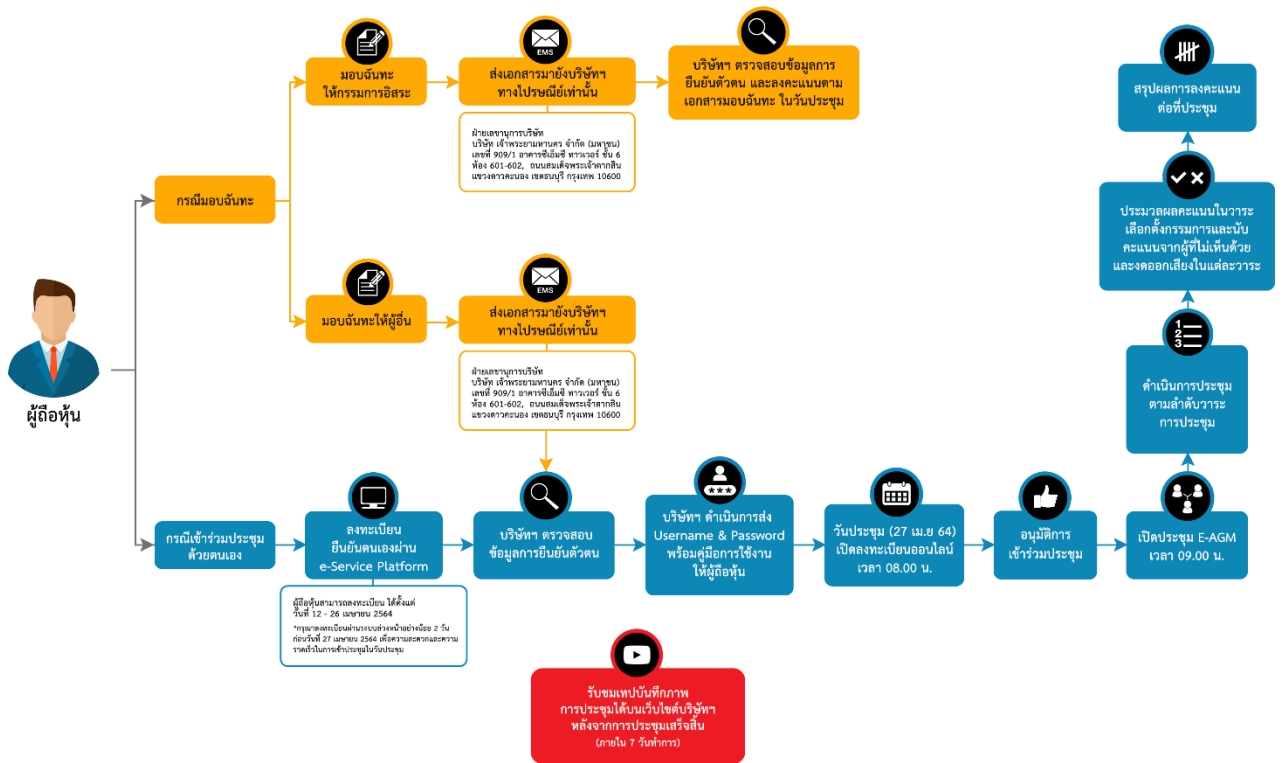 ผู้ถือหุ้น
กรณีมอบฉันทะ
มอบฉันทะ
ให้กรรมการอิสระ
EMS
ส่งเอกสารมายังบริษัทฯ
ทางไปรษณีย์เท่านั้น
ฝ่ายเลขานุการบริษัท
บริษัท เจ้าพระยามหานคร จำกัด (มหาชน)
เลขที่ 909/1 อาคารซีเอ็มซี ทาวเวอร์ ชั้น 6
ห้อง 601-602, ถนนสมเด็จพระเจ้าตากสิน
แขวงดาวคะนอง เขตธนบุรี กรุงเทพ 10600
บริษัทฯ ตรวจสอบข้อมูลการ
ยืนยันตัวตน และลงคะแนนตาม
เอกสารมอบฉันทะ ในวันประชุม
มอบฉันทะให้ผู้อื่น
EMS
ส่งเอกสารมายังบริษัทฯ
ทางไปรษณีย์เท่านั้น
ฝ่ายเลขานุการบริษัท
บริษัท เจ้าพระยามหานคร จำกัด (มหาชน)
เลขที่ 909/1 อาคารซีเอ็มซี ทาวเวอร์ ชั้น 6
ห้อง 601-602, ถนนสมเด็จพระเจ้าตากสิน
แขวงดาวคะนอง เขตธนบุรี กรุงเทพ 10600
กรณีเข้าร่วมประชุม
ด้วยตนเอง
ลงทะเบียน
ยืนยันตนเองผ่าน
e-Service Platform
ผู้ถือหุ้นสามารถลงทะเบียน ได้ตั้งแต่
วันที่ 12 - 26 เมษายน 2564
*กรุณาลงทะเบียนผ่านระบบล่วงหน้าอย่างน้อย 2 วัน
ก่อนวันที่ 27 เมษายน 2564 เพื่อความสะดวกและความ
รวดเร็วในการเข้าประชุมในวันประชุม
บริษัทฯ ตรวจสอบ
ข้อมูลการยืนยันตัวตน
***
บริษัทฯ ดำเนินการส่ง
Username & Password
พร้อมคู่มือการใช้งาน
ให้ผู้ถือหุ้น
วันประชุม (27 เม.ย 64)
เปิดลงทะเบียนออนไลน์
เวลา 08.00 น.
อนุมัติการ
เข้าร่วมประชุม
เปิดประชุม E-AGM
เวลา 09.00 น.
1
2
3
ดำเนินการประชุม
ตามลำดับวาระ
การประชุม
ประมวลผลคะแนนในวาระ
เลือกตั้งกรรมการและนับ
คะแนนจากผู้ที่ไม่เห็นด้วย
และงดออกเสียงในแต่ละวาระ
สรุปผลการลงคะแนน
ต่อที่ประชุม
รับชมเทปบันทึกภาพ
การประชุมได้บนเว็บไซต์บริษัทฯ
หลังจากการประชุมเสร็จสิ้น
(ภายใน 7 วันทำการ)